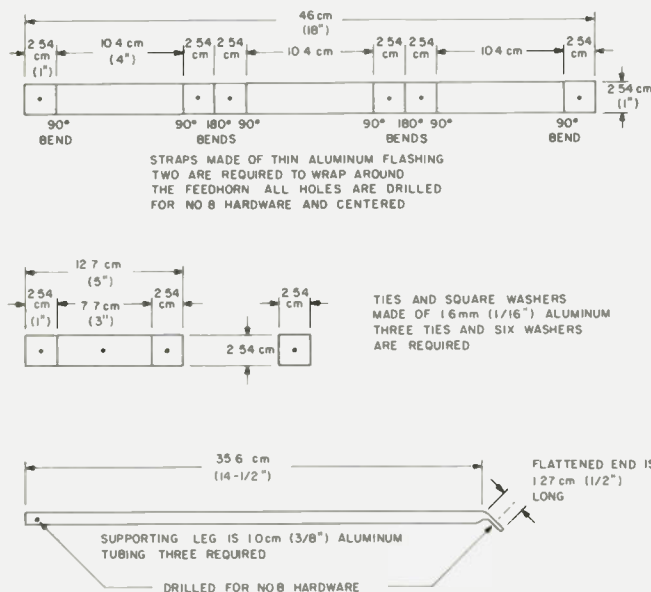 46 cm
(18")
2 54 cm (1")
10 4 cm (4")
2 54 cm
2 54 cm
10 4 cm
2 54 cm
2 54 cm
10 4 cm
2 54 cm
2 54 cm (1")
90° BEND
90° 180° 90° BENDS
90° 180° 90° BENDS
90° BEND
STRAPS MADE OF THIN ALUMINUM FLASHING
TWO ARE REQUIRED TO WRAP AROUND
THE FEEDHORN ALL HOLES ARE DRILLED
FOR NO 8 HARDWARE AND CENTERED
12 7 cm
(5")
2 54 cm (1")
7 7 cm (3")
2 54 cm
2 54 cm
2 54 cm
TIES AND SQUARE WASHERS
MADE OF 1 6 mm (1/16") ALUMINUM
THREE TIES AND SIX WASHERS
ARE REQUIRED
35 6 cm
(14-1/2")
FLATTENED END IS
1 27 cm (1/2")
LONG
SUPPORTING LEG IS 1 0 cm (3/8") ALUMINUM
TUBING THREE REQUIRED
DRILLED FOR NO 8 HARDWARE